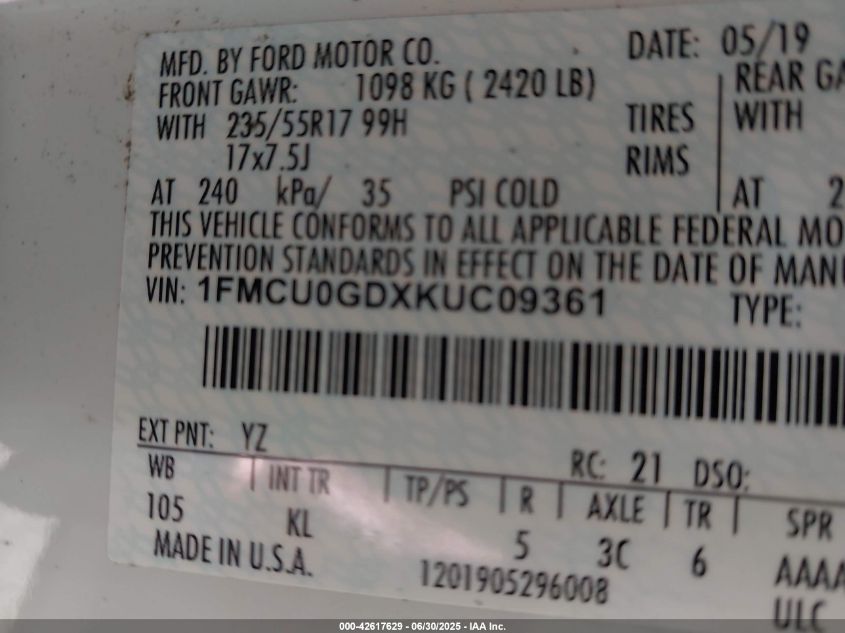 MFD. BY FORD MOTOR CO. DATE: 05/19
FRONT GAWR: 1098 KG ( 2420 LB) REAR
WITH 235/55R17 99H TIRES WITH
17x7.5J RIMS
AT 240 kPa/ 35 PSI COLD AT 2
THIS VEHICLE CONFORMS TO ALL APPLICABLE FEDERAL MO
PREVENTION STANDARDS IN EFFECT ON THE DATE OF MAN
VIN: 1FMCU0GDXKUC09361 TYPE:
EXT PNT: YZ RC: 21 DSO:
WB INT TR TP/PS R AXLE TR SPR
105 KL 5 3C 6 AAAA
MADE IN U.S.A. 1201905296008 ULC
000-42617629 - 06/30/2025 - IAA Inc.